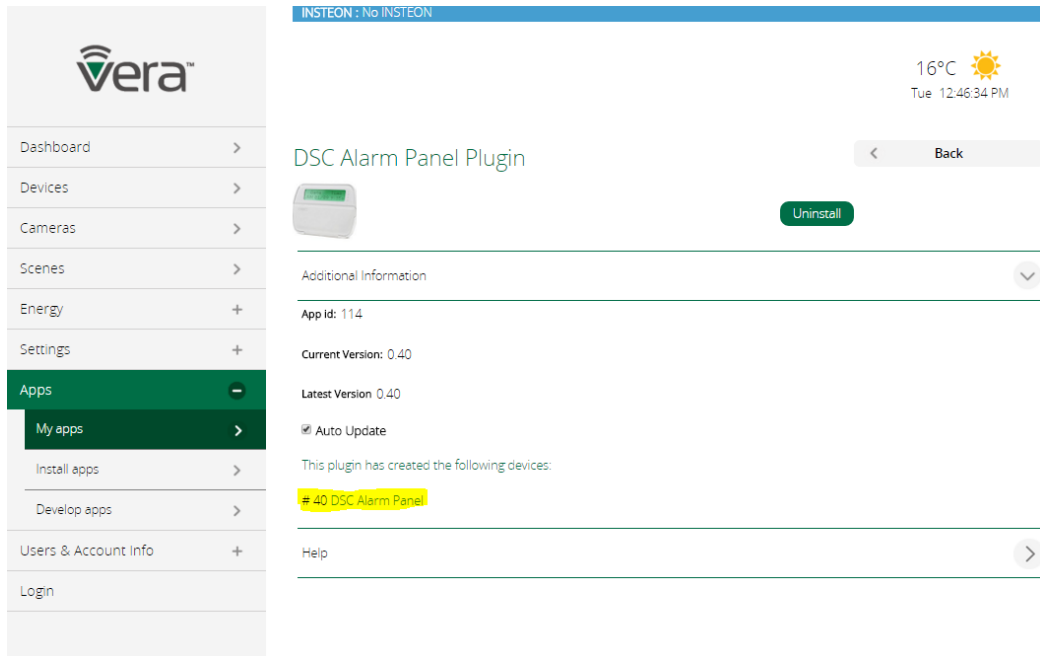 INSTEON : No INSTEON
vera™
16°C
Tue 12:46:34 PM
Dashboard
Devices
Cameras
Scenes
Energy
Settings
Apps
My apps
Install apps
Develop apps
Users & Account Info
Login
DSC Alarm Panel Plugin
Back
Uninstall
Additional Information
App id: 114
Current Version: 0.40
Latest Version 0.40
Auto Update
This plugin has created the following devices:
# 40 DSC Alarm Panel
Help